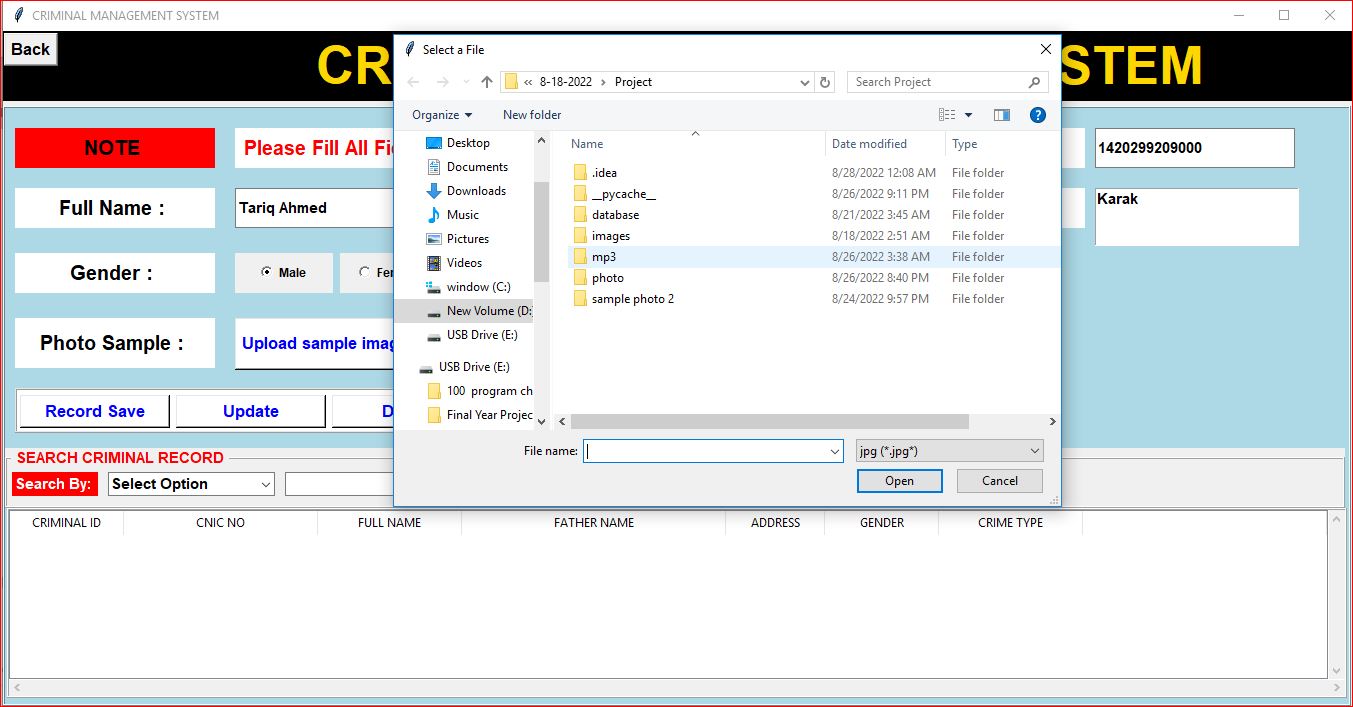 CRIMINAL MANAGEMENT SYSTEM
Back
CR
STEM
Select a File
« 8-18-2022 > Project
Search Project
Organize
New folder
Desktop
Documents
Downloads
Music
Pictures
Videos
window (C:)
New Volume (D:
USB Drive (E:)
USB Drive (E:)
100 program ch
Final Year Projec
Name Date modified Type
.idea 8/28/2022 12:08 AM File folder
__pycache__ 8/26/2022 9:11 PM File folder
database 8/21/2022 3:45 AM File folder
images 8/18/2022 2:51 AM File folder
mp3 8/26/2022 3:38 AM File folder
photo 8/26/2022 8:40 PM File folder
sample photo 2 8/24/2022 9:57 PM File folder
File name:
jpg (*.jpg*)
Open
Cancel
NOTE
Please Fill All Fi
1420299209000
Full Name :
Tariq Ahmed
Karak
Gender :
Male
Fe
Photo Sample :
Upload sample imag
Record Save
Update
D
SEARCH CRIMINAL RECORD
Search By:
Select Option
CRIMINAL ID CNIC NO FULL NAME FATHER NAME ADDRESS GENDER CRIME TYPE